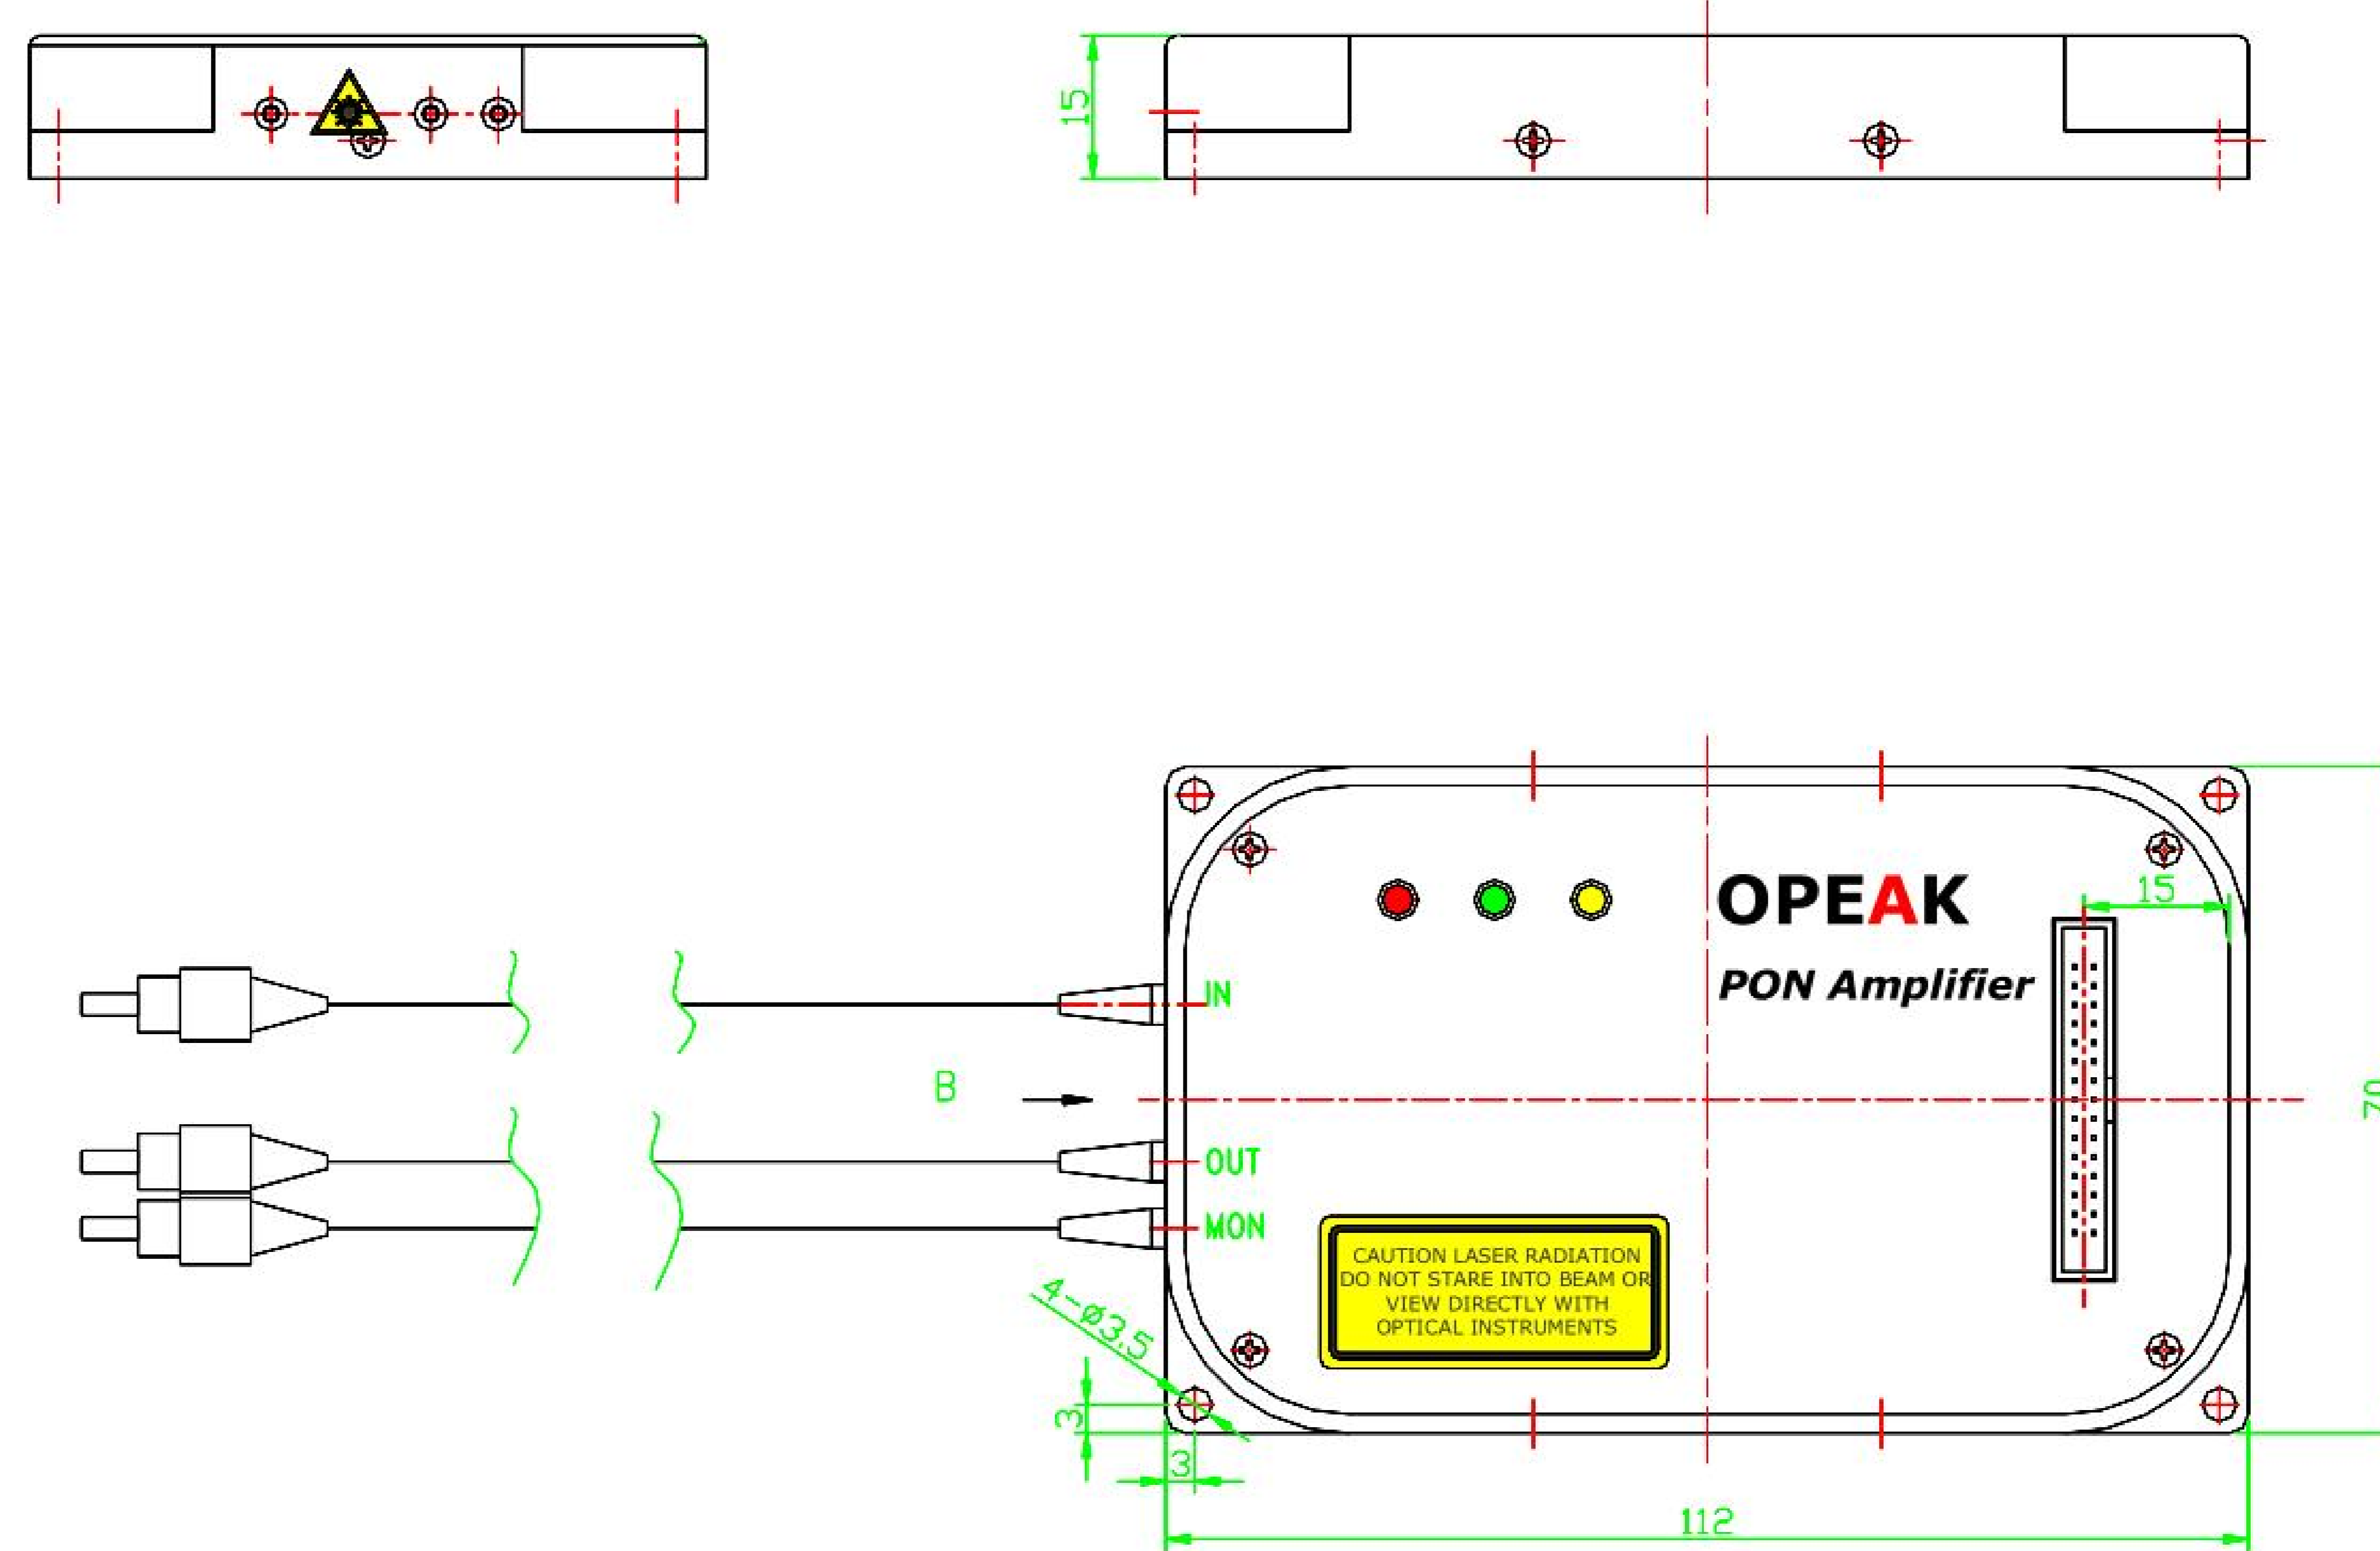 15
OPEAK
15
PON Amplifier
IN
B
70
OUT
MON
CAUTION LASER RADIATION
DO NOT STARE INTO BEAM OR
VIEW DIRECTLY WITH
OPTICAL INSTRUMENTS
4-ø3.5
3
3
112